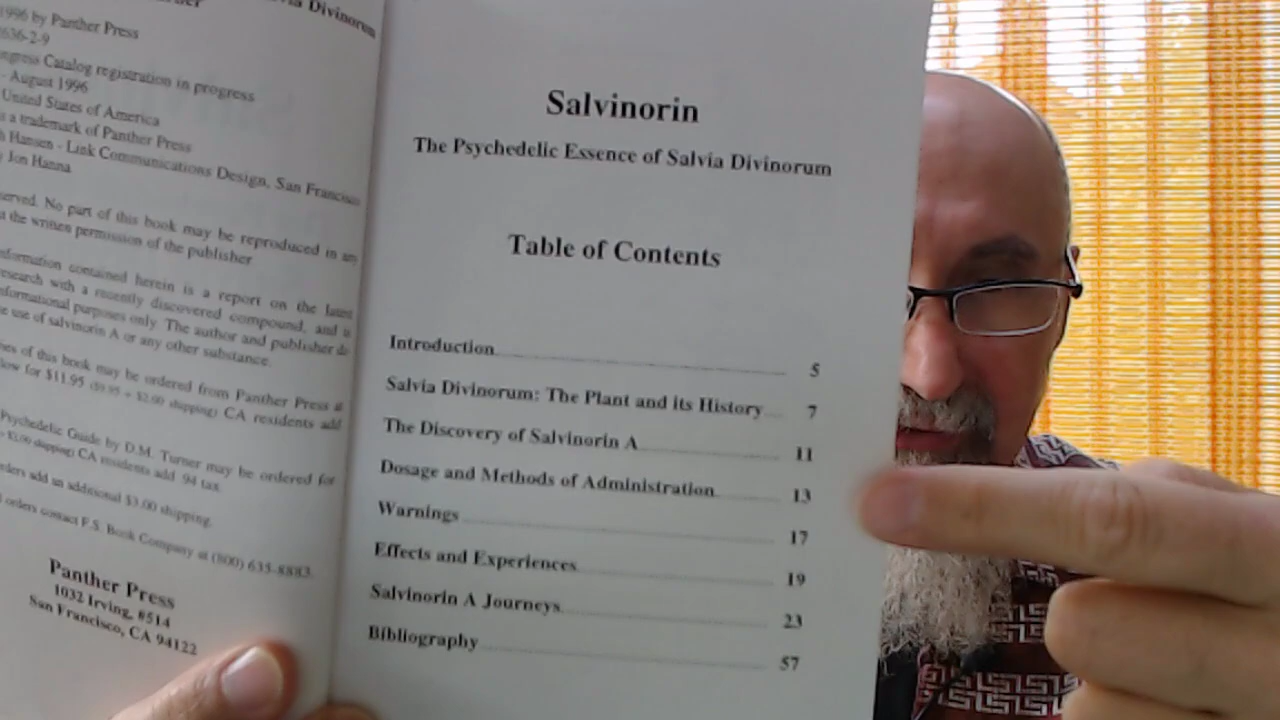 Salvia Divinorum
1996 by Panther Press
636-2-9
Catalog registration in progress
- August 1996
United States of America
a trademark of Panther Press
Hansen - Link Communications Design, San Francisco
Jon Hanna
No part of this book may be reproduced in
the written permission of the publisher
contained herein is a report on the latest
with a recently discovered compound, and is
purposes only. The author and publisher do
use of salvinorin A or any other substance.
of this book may be ordered from Panther Press at
for $11.95 ($9.95 + $2.00 shipping) CA residents add
Psychedelic Guide by D.M. Turner may be ordered for
$3.00 shipping) CA residents add .94 tax.
add an additional $3.00 shipping.
orders contact F.S. Book Company at (800) 635-8883.
Panther Press
1032 Irving, #514
San Francisco, CA 94122
Salvinorin
The Psychedelic Essence of Salvia Divinorum
Table of Contents
Introduction 5
Salvia Divinorum: The Plant and its History 7
The Discovery of Salvinorin A 11
Dosage and Methods of Administration 13
Warnings 17
Effects and Experiences 19
Salvinorin A Journeys 23
Bibliography 57